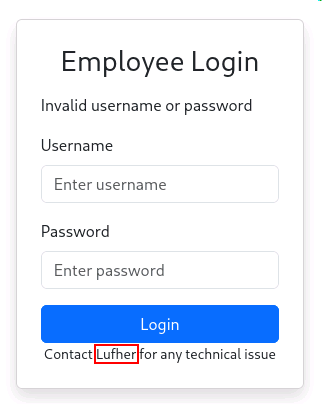 Employee Login
Invalid username or password
Username
Enter username
Password
Enter password
Login
Contact Lufher for any technical issue